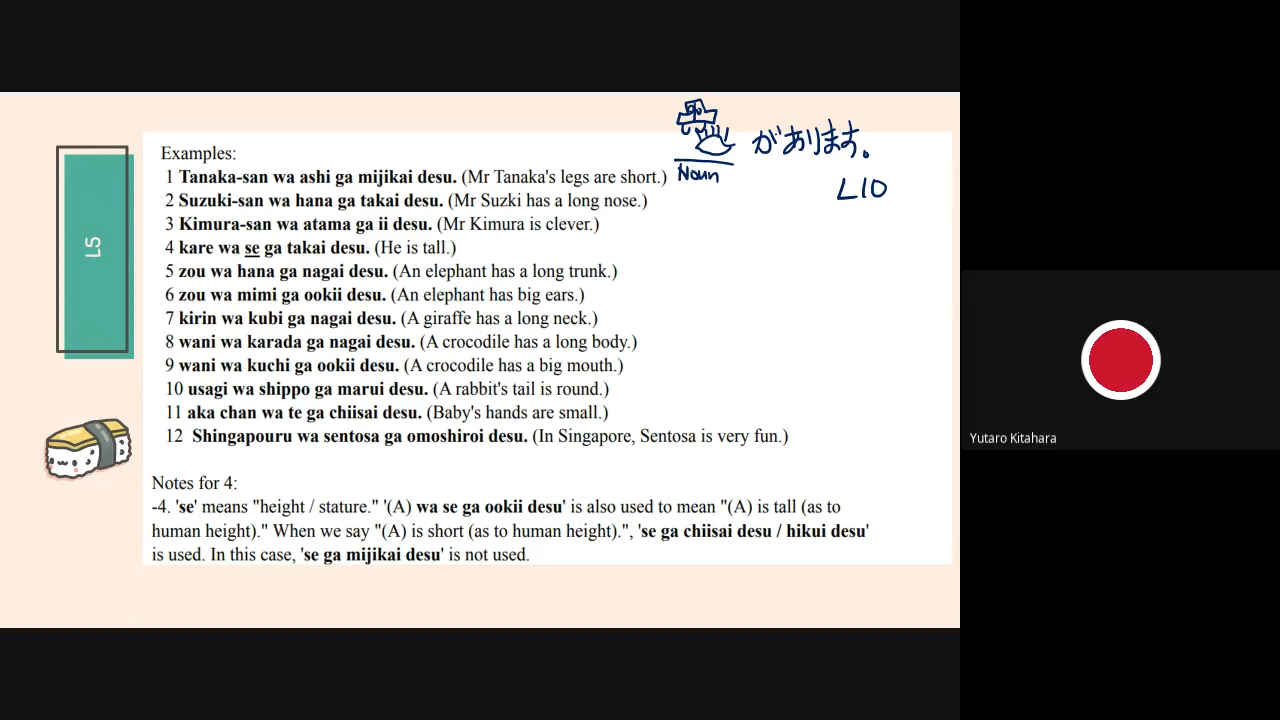 L5
Examples:
1 Tanaka-san wa ashi ga mijikai desu. (Mr Tanaka's legs are short.)
2 Suzuki-san wa hana ga takai desu. (Mr Suzki has a long nose.)
3 Kimura-san wa atama ga ii desu. (Mr Kimura is clever.)
4 kare wa se ga takai desu. (He is tall.)
5 zou wa hana ga nagai desu. (An elephant has a long trunk.)
6 zou wa mimi ga ookii desu. (An elephant has big ears.)
7 kirin wa kubi ga nagai desu. (A giraffe has a long neck.)
8 wani wa karada ga nagai desu. (A crocodile has a long body.)
9 wani wa kuchi ga ookii desu. (A crocodile has a big mouth.)
10 usagi wa shippo ga marui desu. (A rabbit's tail is round.)
11 aka chan wa te ga chiisai desu. (Baby's hands are small.)
12 Shingapouru wa sentosa ga omoshiroi desu. (In Singapore, Sentosa is very fun.)
があります。
Noun
L10
Notes for 4:
-4. 'se' means "height / stature." '(A) wa se ga ookii desu' is also used to mean "(A) is tall (as to
human height)." When we say "(A) is short (as to human height).", 'se ga chiisai desu / hikui desu'
is used. In this case, 'se ga mijikai desu' is not used.
Yutaro Kitahara